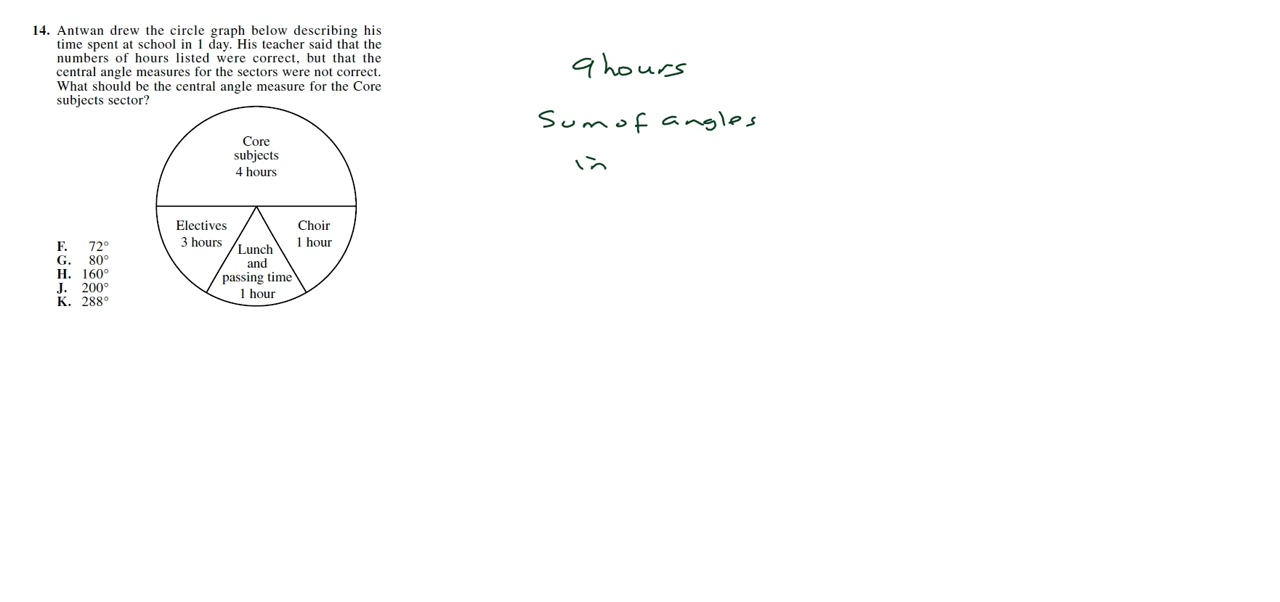 14. Antwan drew the circle graph below describing his
time spent at school in 1 day. His teacher said that the
numbers of hours listed were correct, but that the
central angle measures for the sectors were not correct.
What should be the central angle measure for the Core
subjects sector?
Core
subjects
4 hours
Electives
3 hours
Lunch
and
passing time
1 hour
Choir
1 hour
F. 72°
G. 80°
H. 160°
J. 200°
K. 288°
9 hours
Sum of angles
in